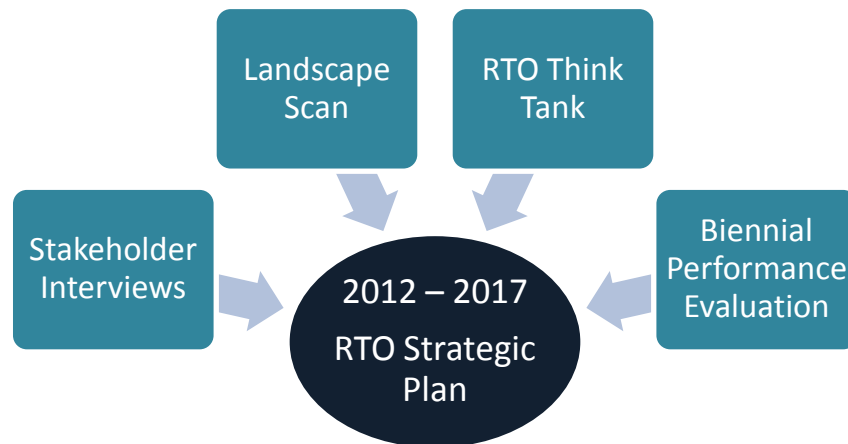 Landscape
Scan
RTO Think
Tank
Stakeholder
Interviews
Biennial
Performance
Evaluation
2012 – 2017
RTO Strategic
Plan